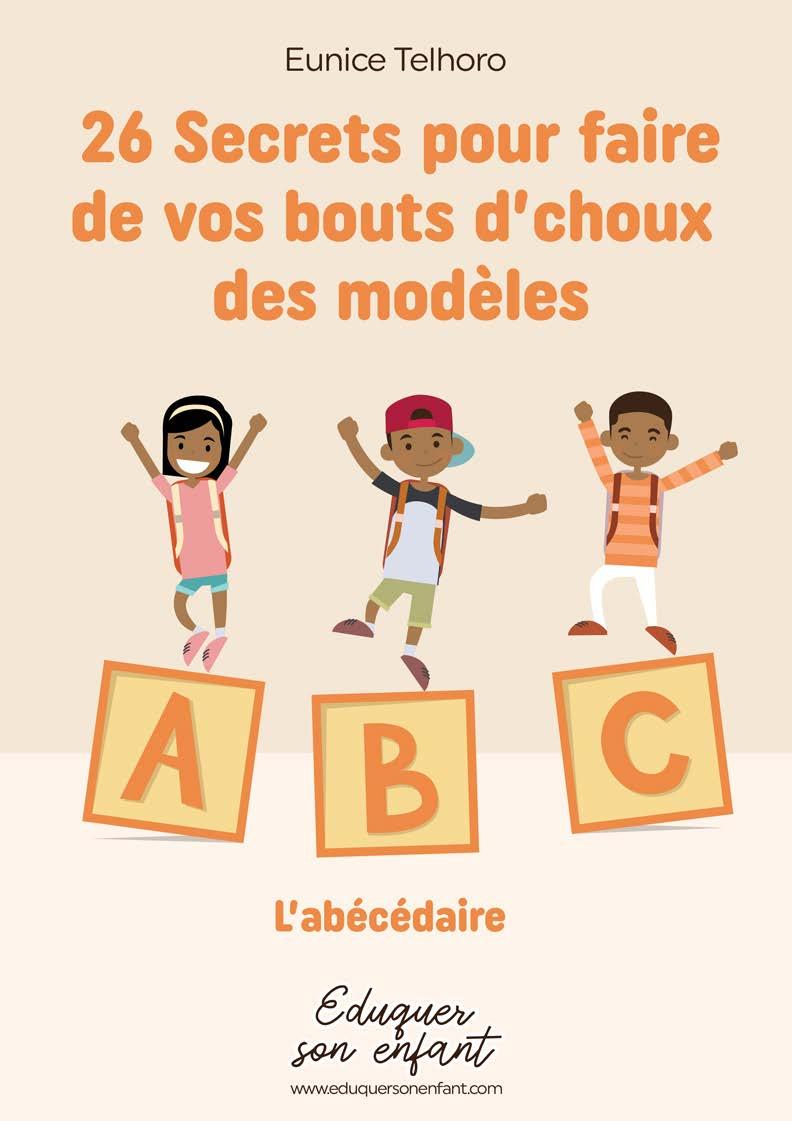 Eunice Telhoro
26 Secrets pour faire
de vos bouts d'choux
des modèles
A B C
L'abécédaire
Eduquer
son enfant
www.eduquersonenfant.com